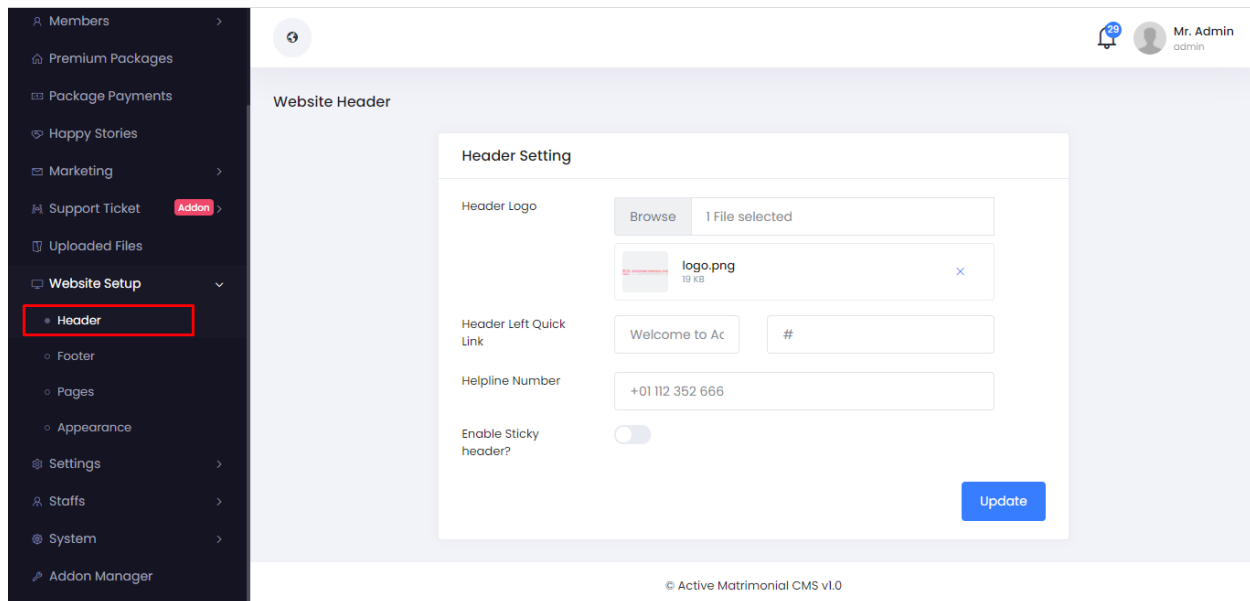 Members
Premium Packages
Package Payments
Happy Stories
Marketing
Support Ticket Addon
Uploaded Files
Website Setup
Header
Footer
Pages
Appearance
Settings
Staffs
System
Addon Manager
29
Mr. Admin
admin
Website Header
Header Setting
Header Logo
Browse 1 File selected
logo.png
19 KB
Header Left Quick
Link
Welcome to Ac #
Helpline Number
+01 112 352 666
Enable Sticky
header?
Update
© Active Matrimonial CMS v1.0